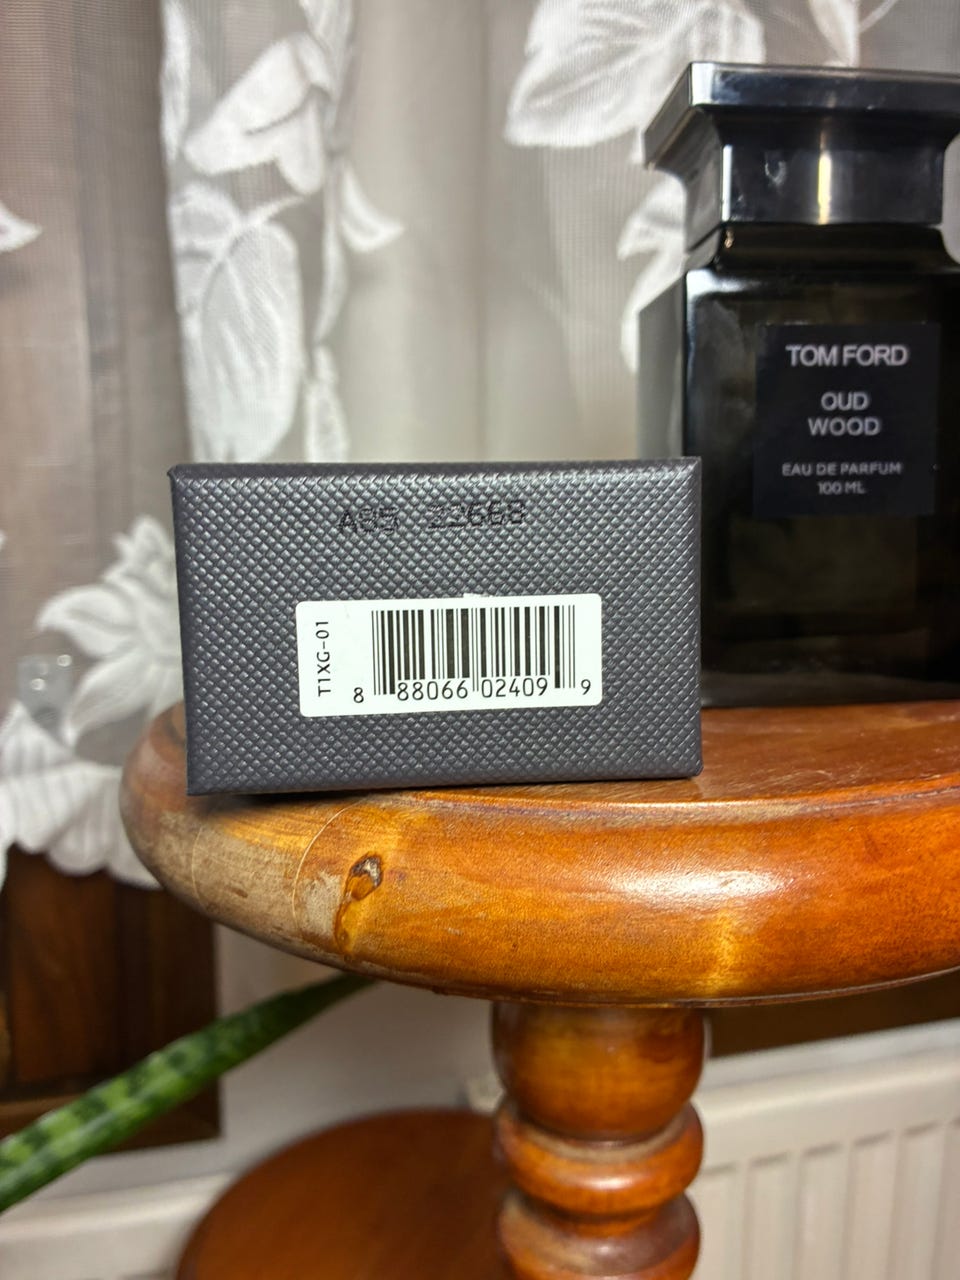 A85 22668
T1XG-01
8 88066 02409 9
TOM FORD
OUD
WOOD
EAU DE PARFUM
100 ML